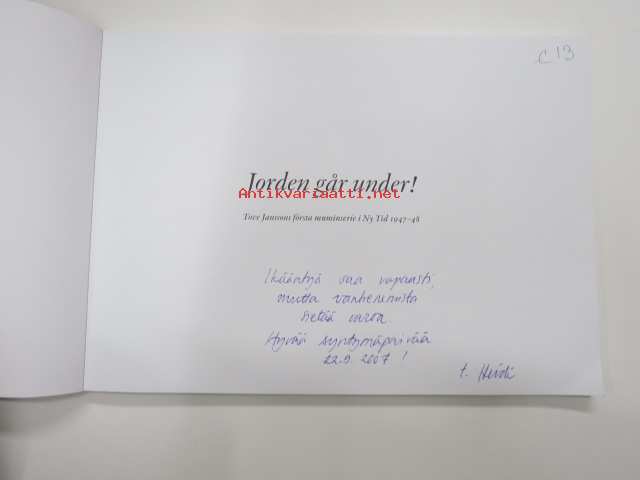 C 13
Jorden går under!
Antikvariaatti.net
Tove Janssons första muminserie i Ny Tid 1947–48
Ikääntyä saa vapaasti,
mutta vanhenemista
pitää varoa
Hyvää syntymäpäivää
22.9. 2007 !
t. Heidi